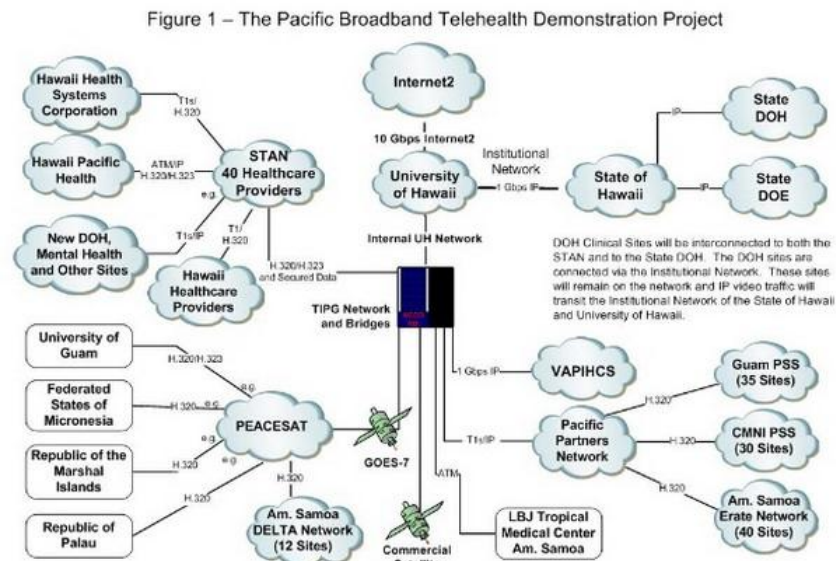 Figure 1 – The Pacific Broadband Telehealth Demonstration Project
Hawaii Health
Systems
Corporation
T1s/
H.320
Internet2
State
DOH
10 Gbps Internet2
IP
Hawaii Pacific
Health
ATM/IP
H.320/H.323
STAN
40 Healthcare
Providers
University
of Hawaii
Institutional
Network
1 Gbps IP
State of
Hawaii
IP
State
DOE
e.g.
New DOH,
Mental Health
and Other Sites
T1s/IP
T1/
H.320
Hawaii
Healthcare
Providers
H.320/H.323
and Secured Data
Internal UH Network
DOH Clinical Sites will be interconnected to both the
STAN and to the State DOH. The DOH sites are
connected via the Institutional Network. These sites
will remain on the network and IP video traffic will
transit the Institutional Network of the State of Hawaii
and University of Hawaii.
TIPG Network
and Bridges
University of
Guam
H.320/H.323
e.g.
Federated
States of
Micronesia
H.320
e.g.
Republic of the
Marshal
Islands
H.320
e.g.
Republic of
Palau
H.320
e.g.
PEACESAT
GOES-7
H.320
Am. Samoa
DELTA Network
(12 Sites)
Commercial
1 Gbps IP
VAPIHCS
T1s/IP
Pacific
Partners
Network
ATM
LBJ Tropical
Medical Center
Am. Samoa
H.320
Guam PSS
(35 Sites)
H.320
CMNI PSS
(30 Sites)
H.320
Am. Samoa
Erate Network
(40 Sites)